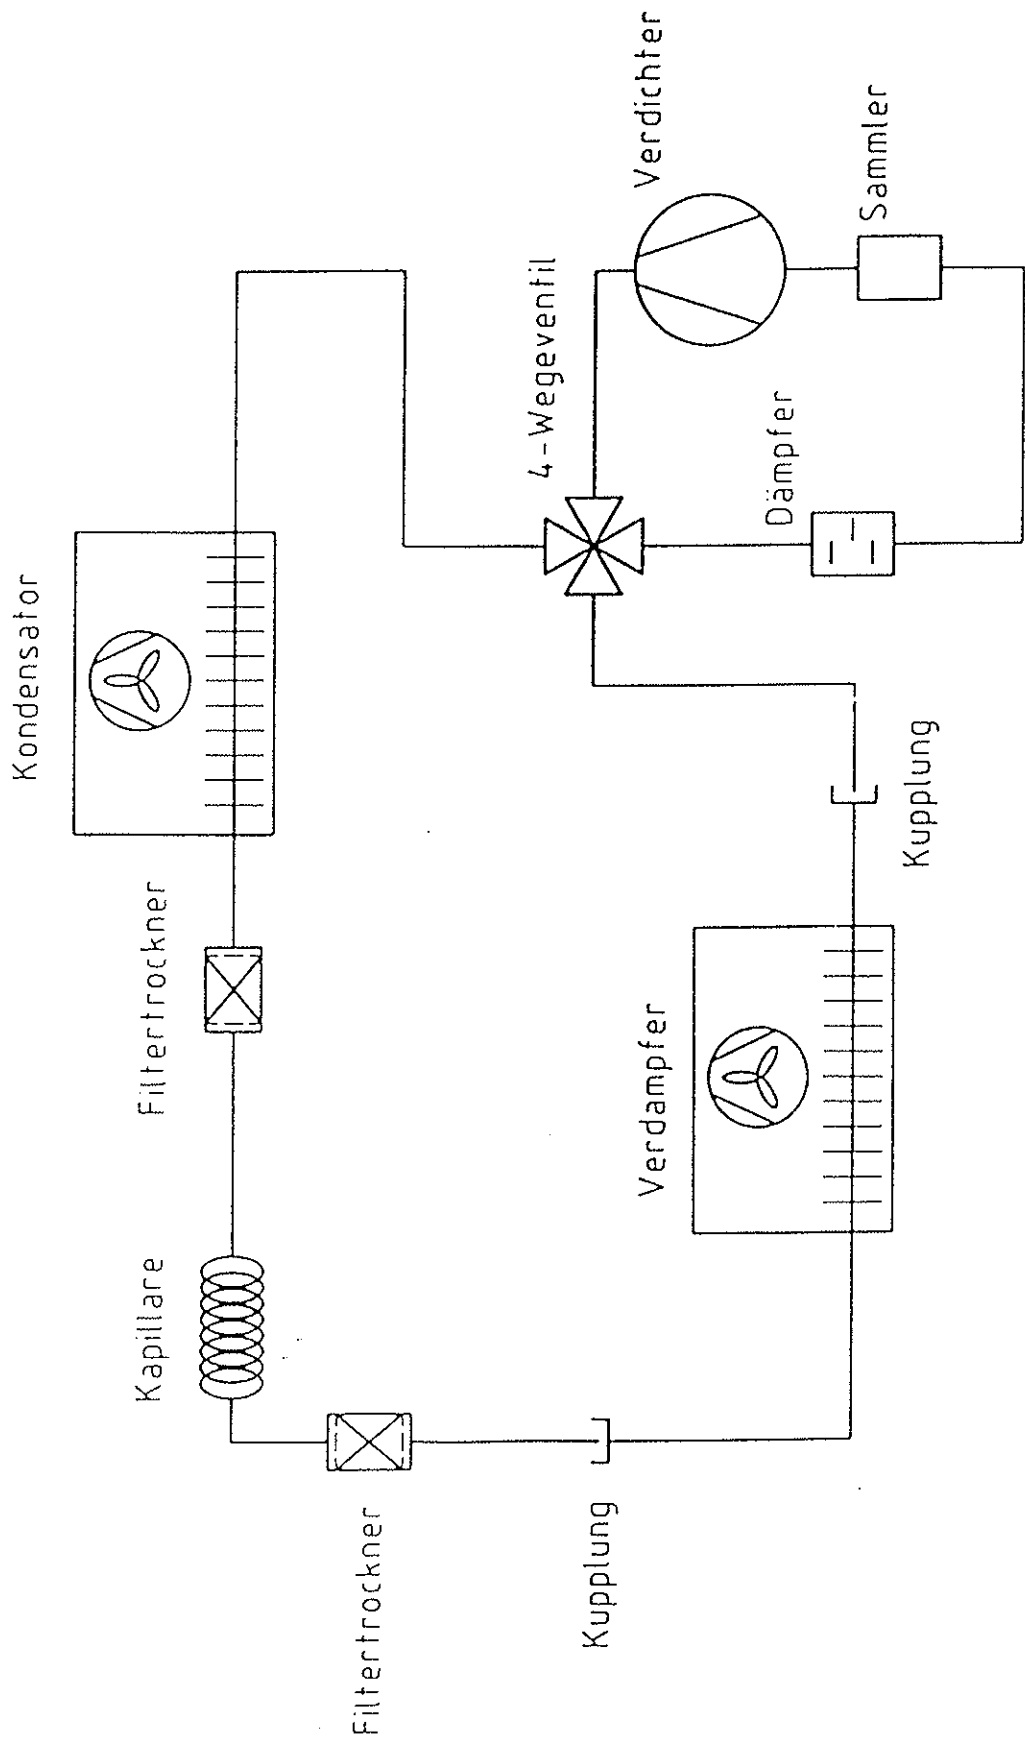 Kondensator
Filtertrockner
Kapillare
Filtertrockner
Kupplung
Verdampfer
Kupplung
4-Wegeventil
Dämpfer
Verdichter
Sammler